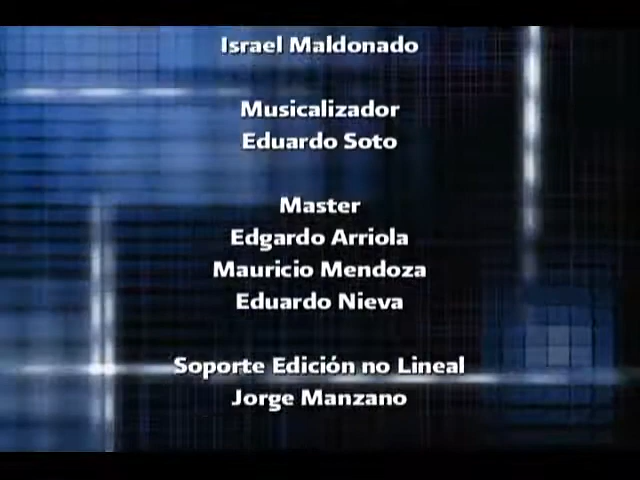 Israel Maldonado
Musicalizador
Eduardo Soto
Master
Edgardo Arriola
Mauricio Mendoza
Eduardo Nieva
Soporte Edición no Lineal
Jorge Manzano